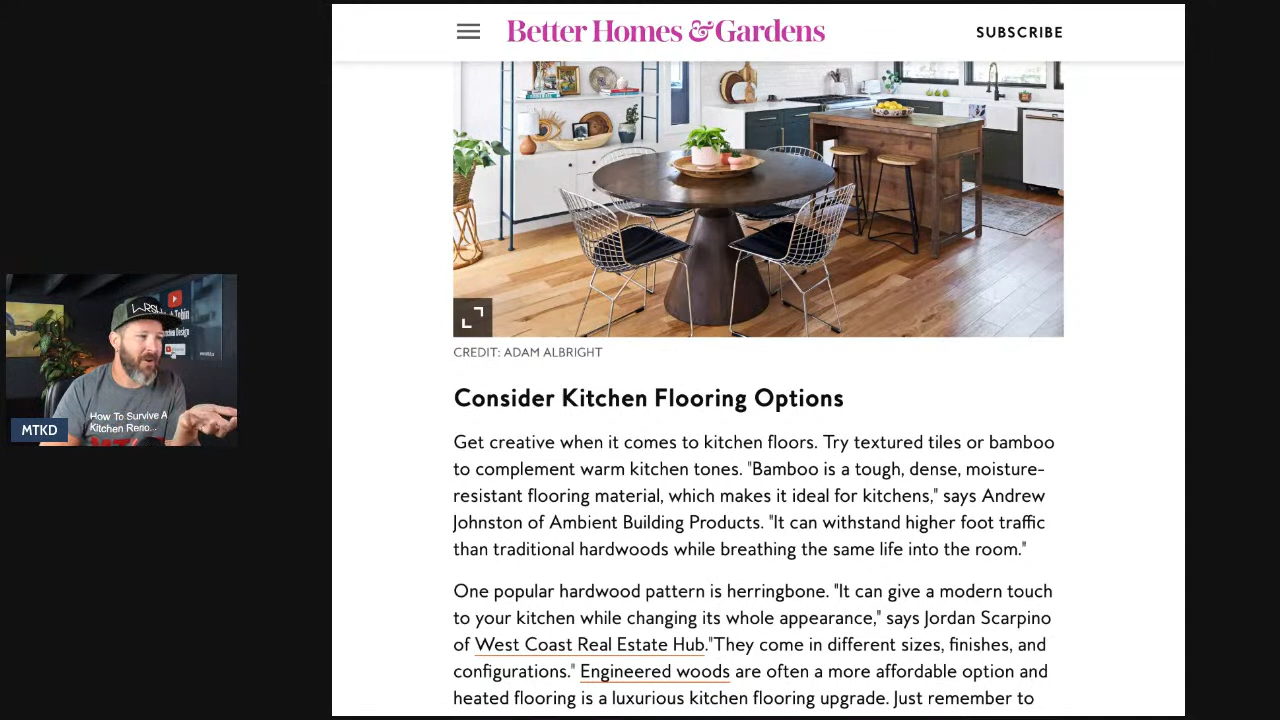 Better Homes & Gardens
SUBSCRIBE
CREDIT: ADAM ALBRIGHT
Consider Kitchen Flooring Options
Get creative when it comes to kitchen floors. Try textured tiles or bamboo
to complement warm kitchen tones. "Bamboo is a tough, dense, moisture-
resistant flooring material, which makes it ideal for kitchens," says Andrew
Johnston of Ambient Building Products. "It can withstand higher foot traffic
than traditional hardwoods while breathing the same life into the room."
One popular hardwood pattern is herringbone. "It can give a modern touch
to your kitchen while changing its whole appearance," says Jordan Scarpino
of West Coast Real Estate Hub."They come in different sizes, finishes, and
configurations." Engineered woods are often a more affordable option and
heated flooring is a luxurious kitchen flooring upgrade. Just remember to
How To Survive A
Kitchen Reno...
MTKD